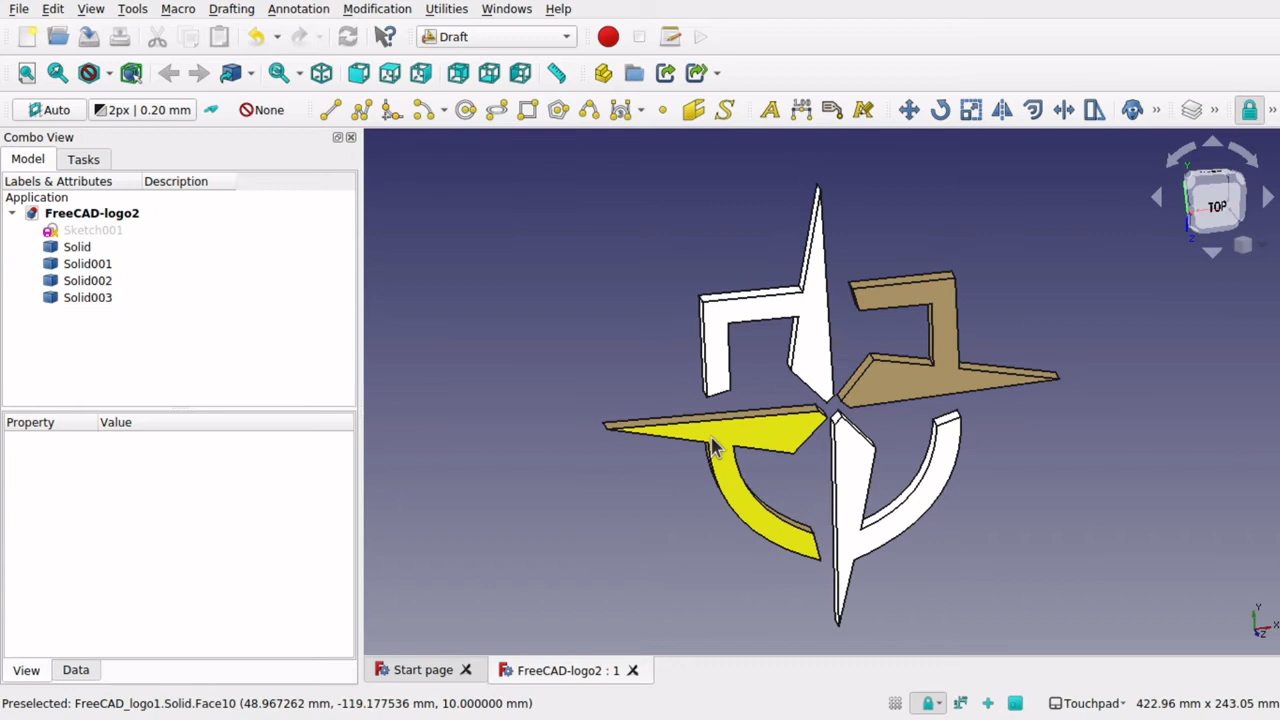 File Edit View Tools Macro Drafting Annotation Modification Utilities Windows Help
Draft
Auto 2px | 0.20 mm None
Combo View
Model Tasks
Labels & Attributes Description
Application
FreeCAD-logo2
Sketch001
Solid
Solid001
Solid002
Solid003
Property Value
View Data
TOP
Y
Z
Y
X
Z
Start page FreeCAD-logo2 : 1
Preselected: FreeCAD_logo1.Solid.Face10 (48.967262 mm, -119.177536 mm, 10.000000 mm) Touchpad 422.96 mm x 243.05 mm